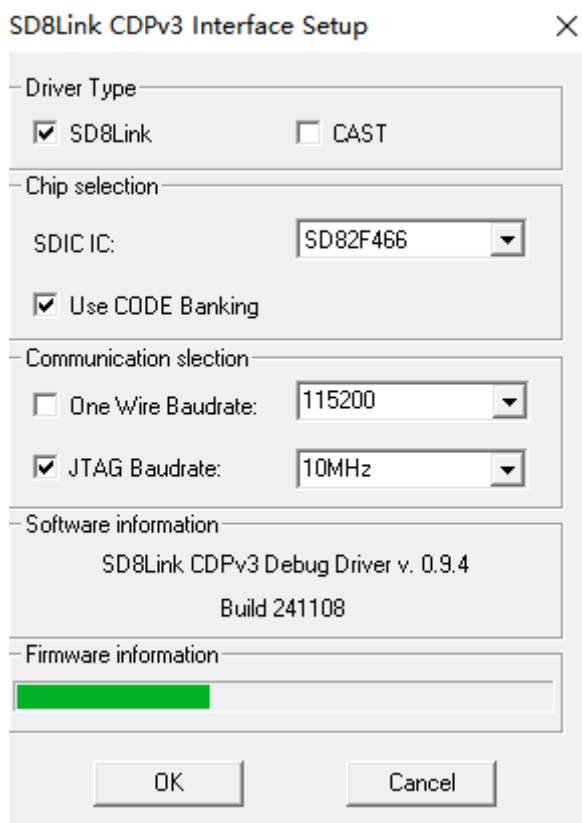 SD8Link CDPv3 Interface Setup
Driver Type
SD8Link CAST
Chip selection
SDIC IC: SD82F466
Use CODE Banking
Communication slection
One Wire Baudrate: 115200
JTAG Baudrate: 10MHz
Software information
SD8Link CDPv3 Debug Driver v. 0.9.4
Build 241108
Firmware information
OK Cancel